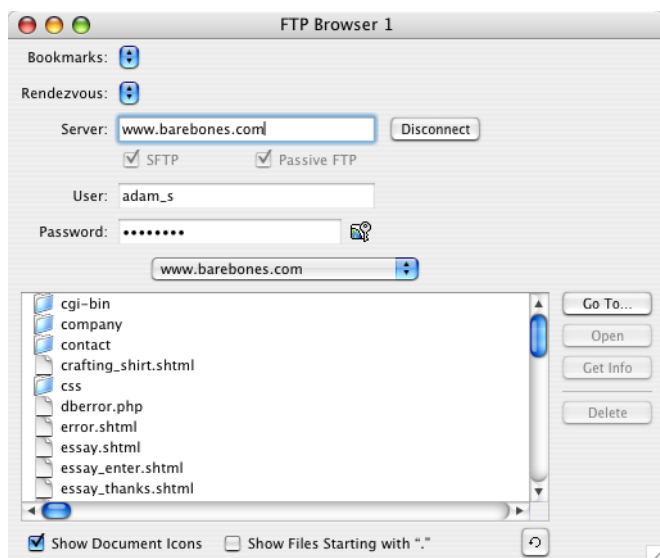 FTP Browser 1
Bookmarks:
Rendezvous:
Server: www.barebones.com Disconnect
SFTP Passive FTP
User: adam_s
Password: ••••••••
www.barebones.com
cgi-bin
company
contact
crafting_shirt.shtml
css
dberror.php
error.shtml
essay.shtml
essay_enter.shtml
essay_thanks.shtml
Go To...
Open
Get Info
Delete
Show Document Icons Show Files Starting with “.”